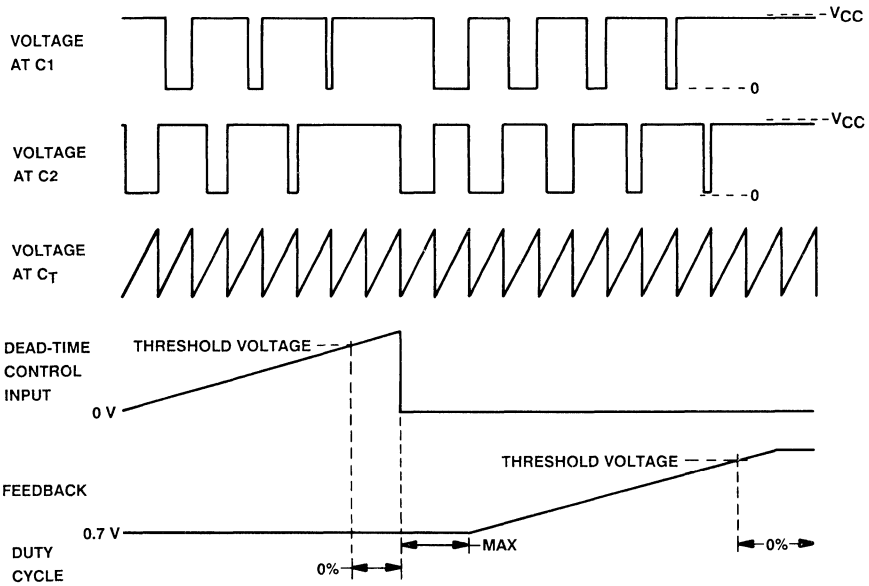 VCC
VOLTAGE
AT C1
0
VCC
VOLTAGE
AT C2
0
VOLTAGE
AT CT
DEAD-TIME
CONTROL
INPUT
THRESHOLD VOLTAGE
0 V
THRESHOLD VOLTAGE
FEEDBACK
0.7 V
DUTY
CYCLE
0%
MAX
0%